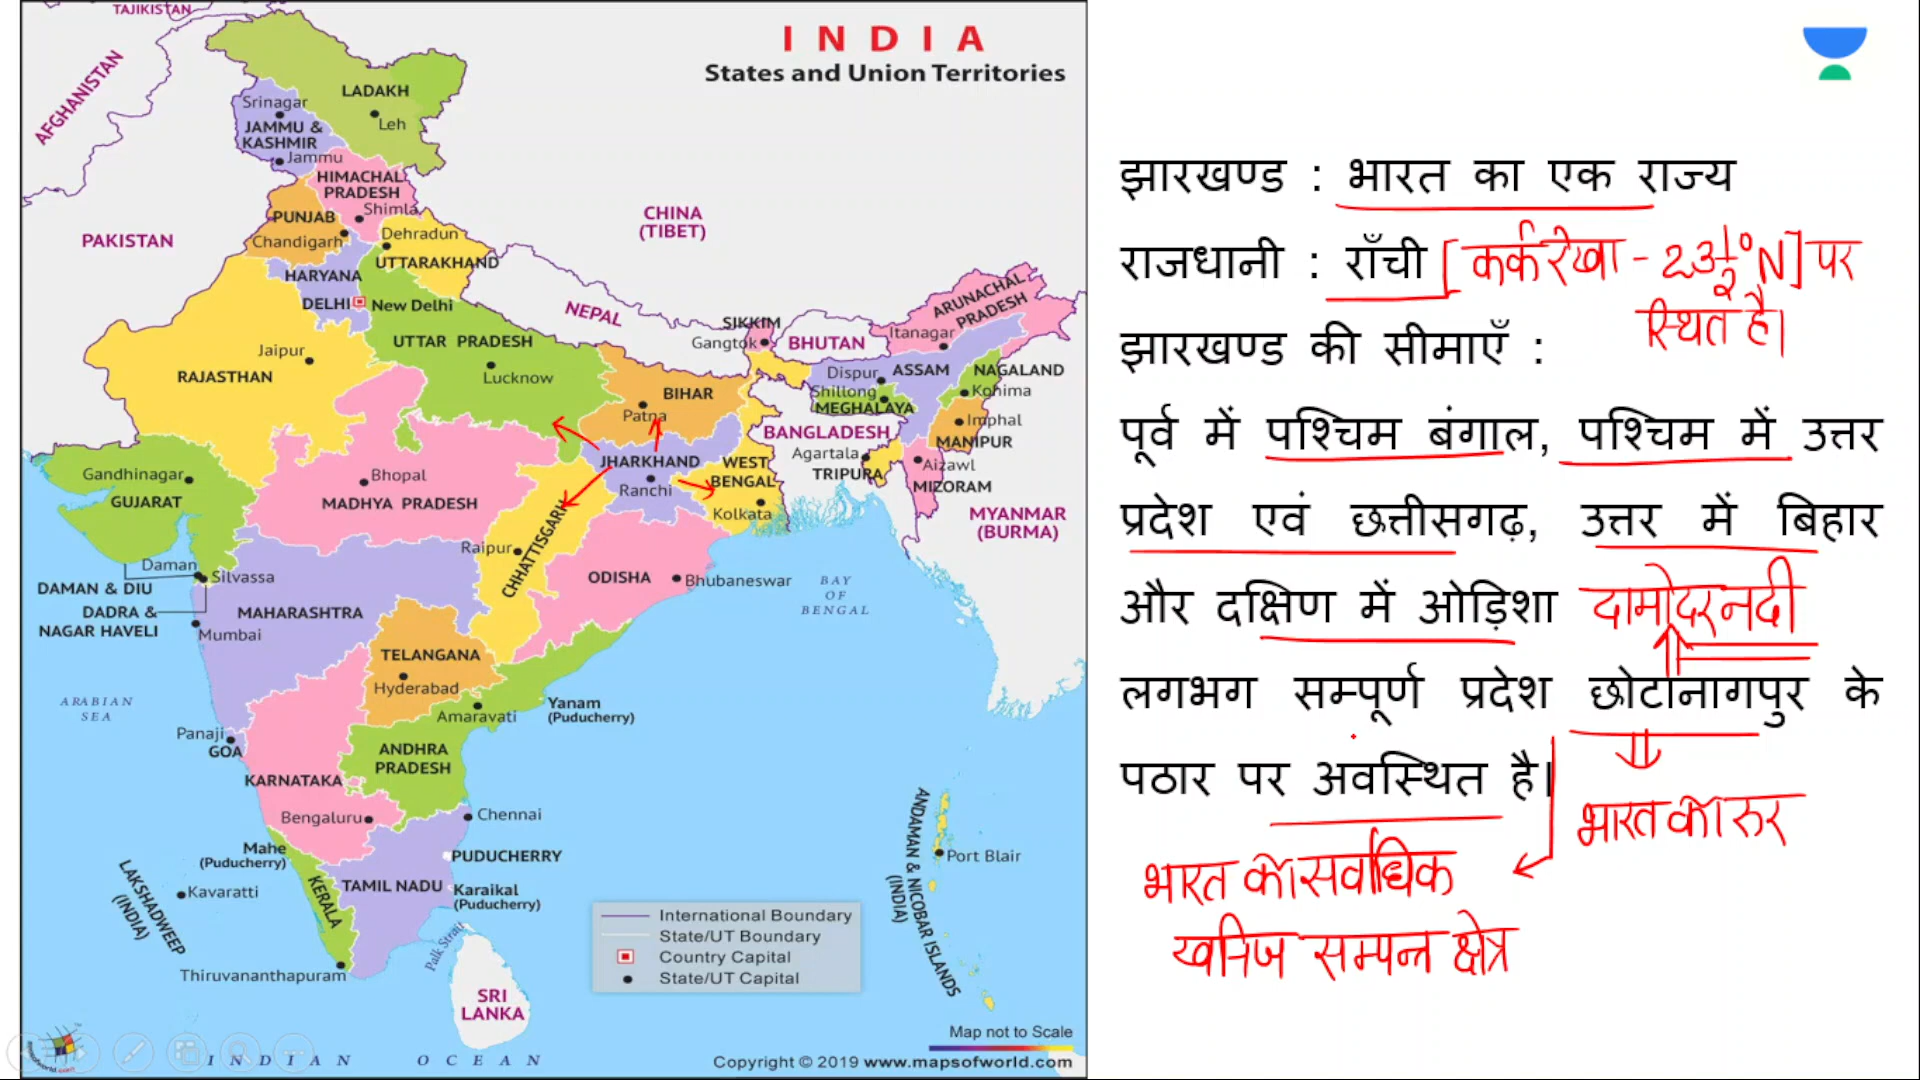 TAJIKISTAN
AFGHANISTAN
INDIA
States and Union Territories
LADAKH
Leh
Srinagar
JAMMU &
KASHMIR
Jammu
HIMACHAL
PRADESH
Shimla
PUNJAB
Chandigarh
Dehradun
UTTARAKHAND
HARYANA
DELHI
New Delhi
PAKISTAN
CHINA
(TIBET)
NEPAL
UTTAR PRADESH
Lucknow
Jaipur
RAJASTHAN
SIKKIM
Gangtok
BHUTAN
ARUNACHAL
PRADESH
Itanagar
Dispur
ASSAM
NAGALAND
Kohima
Shillong
MEGHALAYA
Imphal
MANIPUR
BIHAR
Patna
BANGLADESH
Agartala
TRIPURA
Aizawl
MIZORAM
MYANMAR
(BURMA)
JHARKHAND
Ranchi
WEST
BENGAL
Kolkata
Gandhinagar
GUJARAT
Bhopal
MADHYA PRADESH
CHHATTISGARH
Raipur
ODISHA
Bhubaneswar
BAY
OF
BENGAL
Daman
Silvassa
DAMAN & DIU
DADRA &
NAGAR HAVELI
MAHARASHTRA
Mumbai
TELANGANA
Hyderabad
ARABIAN
SEA
Amaravati
Yanam
(Puducherry)
Panaji
GOA
ANDHRA
PRADESH
KARNATAKA
Bengaluru
Chennai
Mahe
(Puducherry)
PUDUCHERRY
KERALA
TAMIL NADU
Karaikal
(Puducherry)
LAKSHADWEEP
(INDIA)
Kavaratti
Thiruvananthapuram
Palk Strait
SRI
LANKA
ANDAMAN & NICOBAR ISLANDS
(INDIA)
Port Blair
International Boundary
State/UT Boundary
Country Capital
State/UT Capital
INDIAN OCEAN
Map not to Scale
Copyright © 2019 www.mapsofworld.com
झारखण्ड : भारत का एक राज्य
राजधानी : राँची [कर्क रेखा - 23½°N] पर
स्थित है।
झारखण्ड की सीमाएँ :
पूर्व में पश्चिम बंगाल, पश्चिम में उत्तर
प्रदेश एवं छत्तीसगढ़, उत्तर में बिहार
और दक्षिण में ओड़िशा दामोदर नदी
लगभग सम्पूर्ण प्रदेश छोटानागपुर के
पठार पर अवस्थित है।
भारत का रुर
भारत का सर्वाधिक
खनिज सम्पन्न क्षेत्र